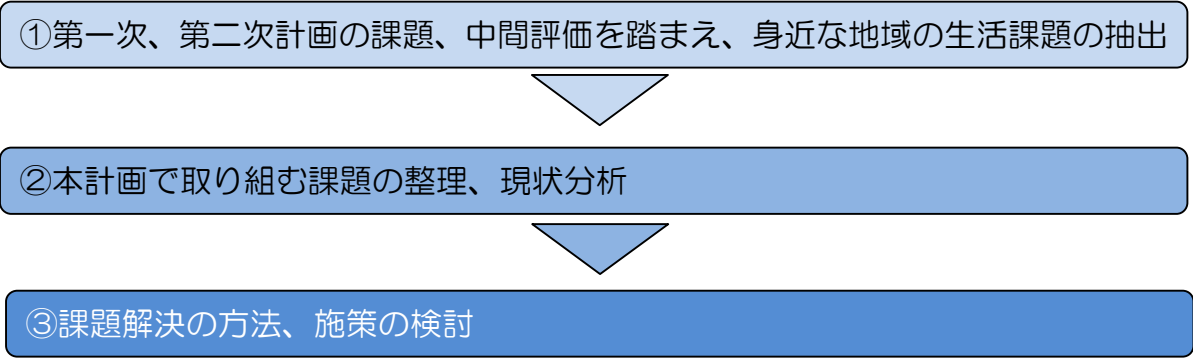 ①第一次、第二次計画の課題、中間評価を踏まえ、身近な地域の生活課題の抽出
②本計画で取り組む課題の整理、現状分析
③課題解決の方法、施策の検討